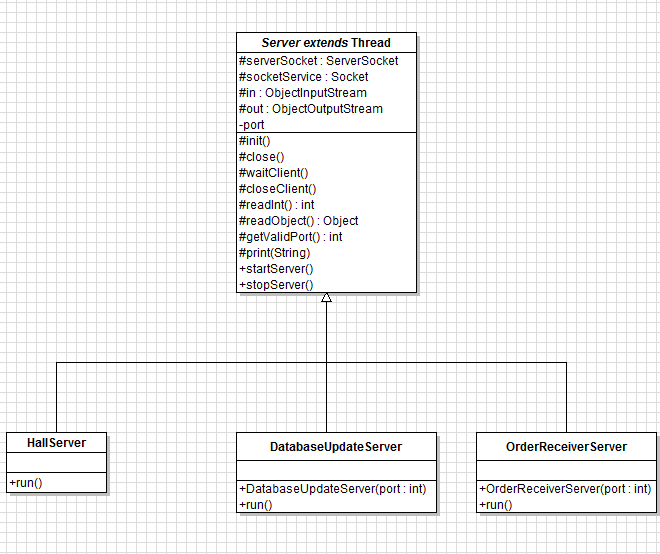 Server extends Thread
#serverSocket : ServerSocket
#socketService : Socket
#in : ObjectInputStream
#out : ObjectOutputStream
-port
#init()
#close()
#waitClient()
#closeClient()
#readInt() : int
#readObject() : Object
#getValidPort() : int
#print(String)
+startServer()
+stopServer()
HallServer
+run()
DatabaseUpdateServer
+DatabaseUpdateServer(port : int)
+run()
OrderReceiverServer
+OrderReceiverServer(port : int)
+run()